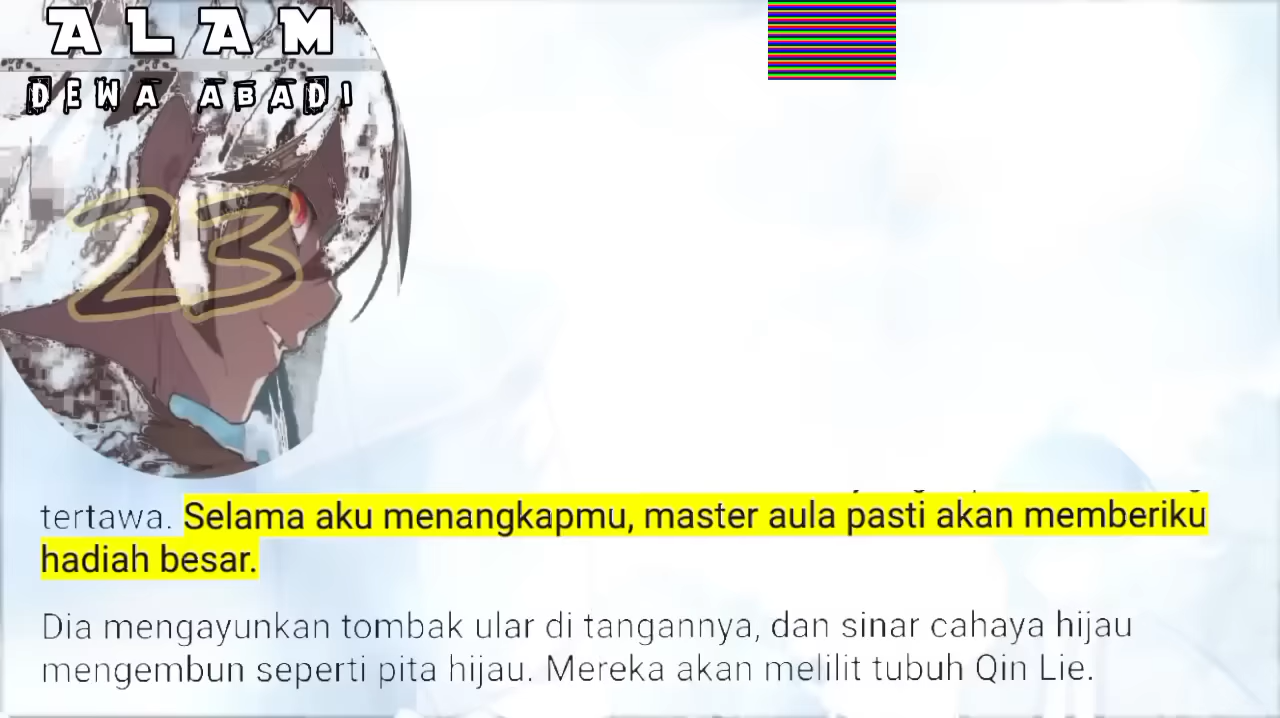 ALAM
DEWA ABADI
23
tertawa. Selama aku menangkapmu, master aula pasti akan memberiku
hadiah besar.
Dia mengayunkan tombak ular di tangannya, dan sinar cahaya hijau
mengembun seperti pita hijau. Mereka akan melilit tubuh Qin Lie.